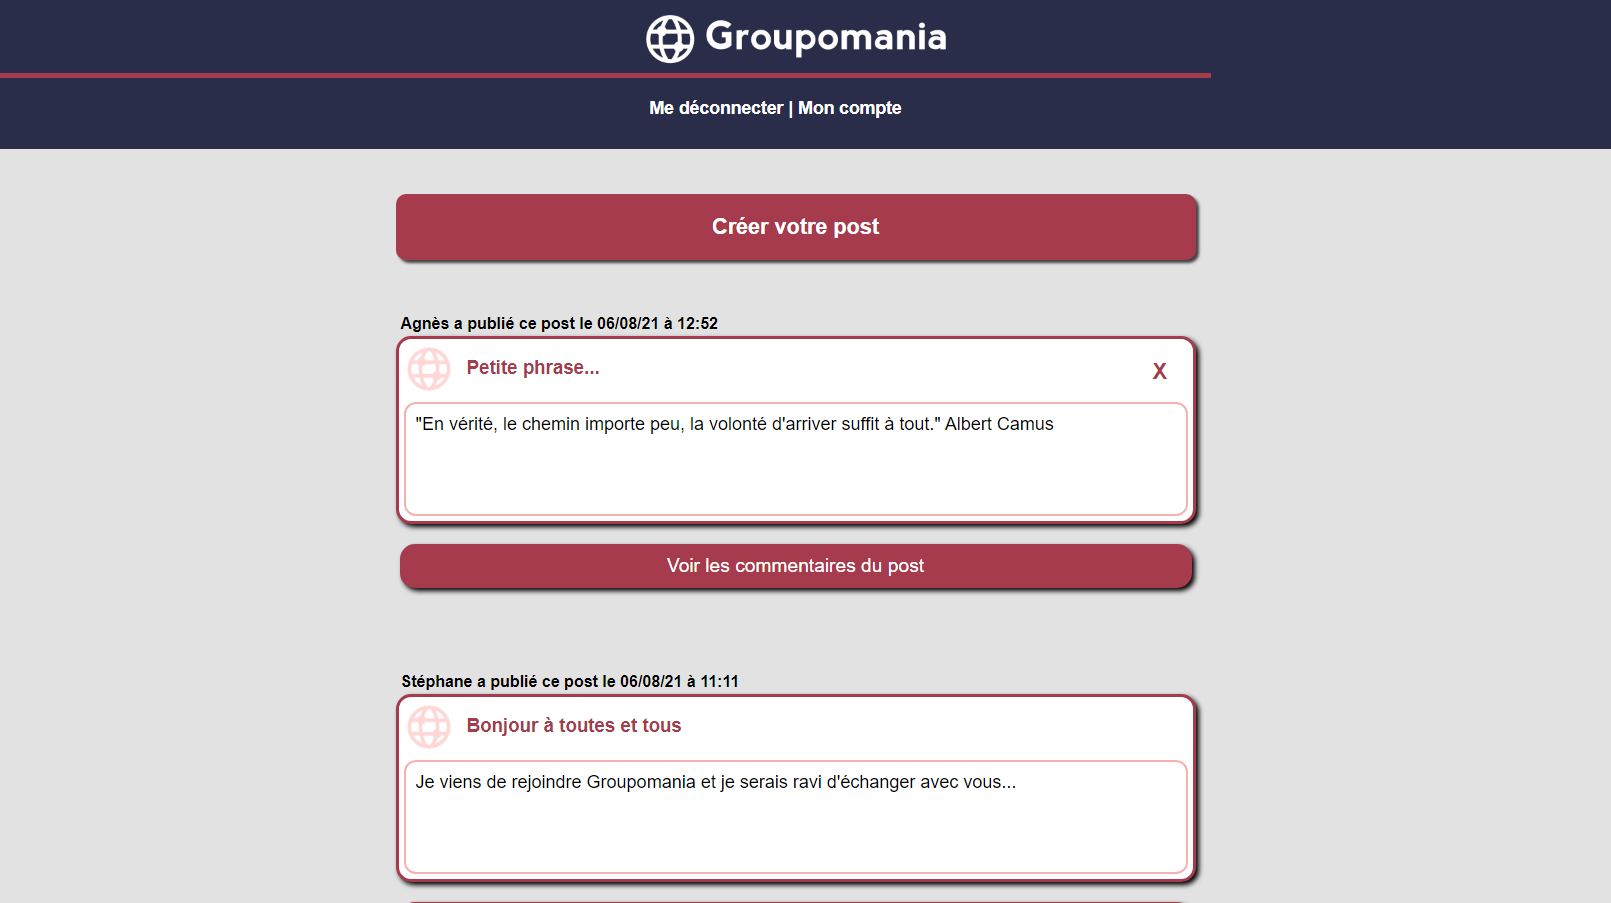 Groupomania
Me déconnecter | Mon compte
Créer votre post
Agnès a publié ce post le 06/08/21 à 12:52
Petite phrase...
X
"En vérité, le chemin importe peu, la volonté d'arriver suffit à tout." Albert Camus
Voir les commentaires du post
Stéphane a publié ce post le 06/08/21 à 11:11
Bonjour à toutes et tous
Je viens de rejoindre Groupomania et je serais ravi d'échanger avec vous...